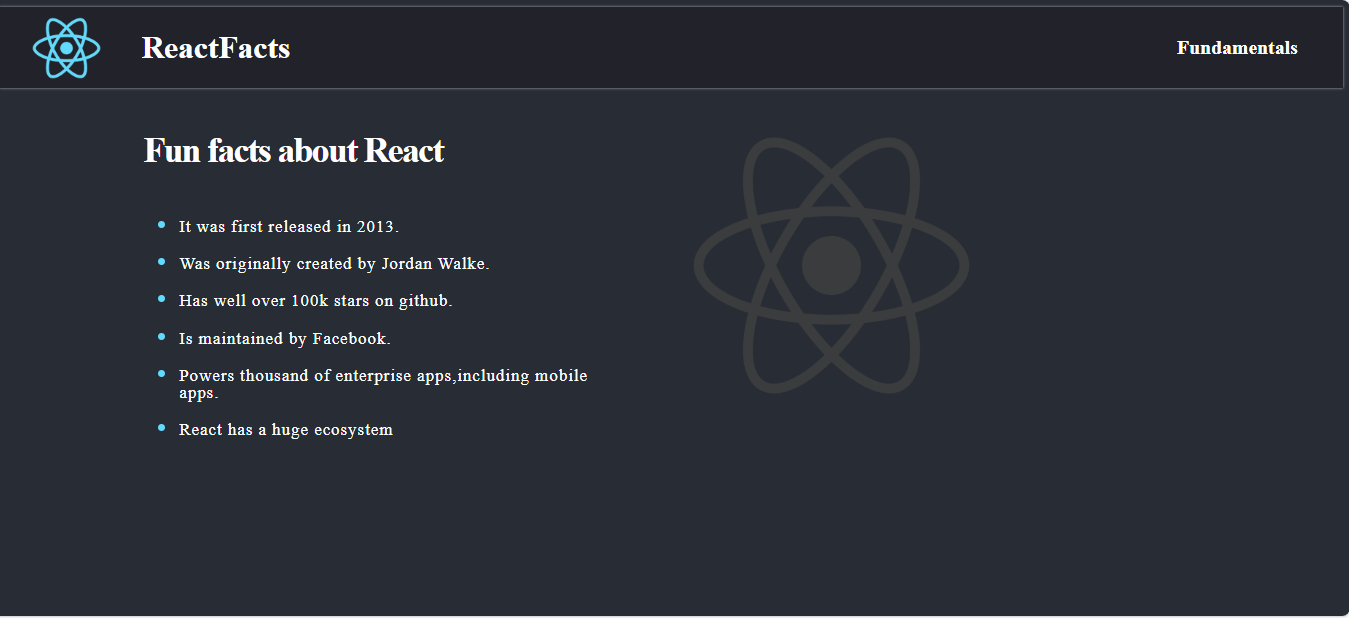 ReactFacts
Fundamentals
Fun facts about React
It was first released in 2013.
Was originally created by Jordan Walke.
Has well over 100k stars on github.
Is maintained by Facebook.
Powers thousand of enterprise apps,including mobile
apps.
React has a huge ecosystem